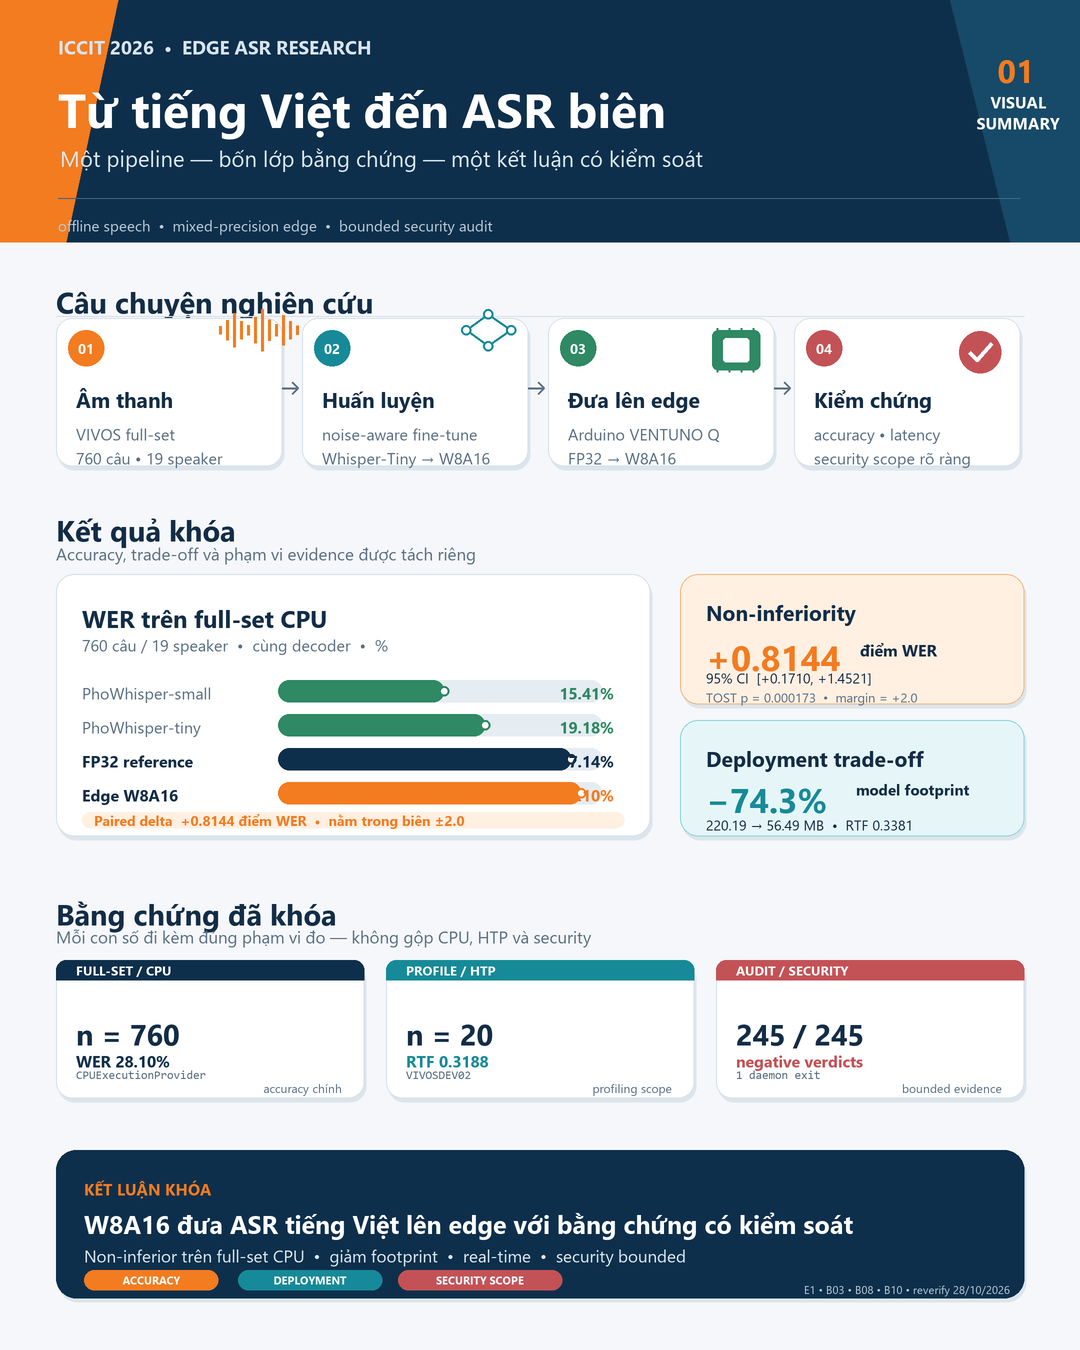 ICCIT 2026 • EDGE ASR RESEARCH
01
VISUAL
SUMMARY
Từ tiếng Việt đến ASR biên
Một pipeline — bốn lớp bằng chứng — một kết luận có kiểm soát
offline speech • mixed-precision edge • bounded security audit
Câu chuyện nghiên cứu
01
Âm thanh
VIVOS full-set
760 câu • 19 speaker
→
02
Huấn luyện
noise-aware fine-tune
Whisper-Tiny → W8A16
→
03
Đưa lên edge
Arduino VENTUNO Q
FP32 → W8A16
→
04
Kiểm chứng
accuracy • latency
security scope rõ ràng
Kết quả khóa
Accuracy, trade-off và phạm vi evidence được tách riêng
WER trên full-set CPU
760 câu / 19 speaker • cùng decoder • %
PhoWhisper-small 15.41%
PhoWhisper-tiny 19.18%
FP32 reference 7.14%
Edge W8A16 .10%
Paired delta +0.8144 điểm WER • nằm trong biên ±2.0
Non-inferiority
+0.8144 điểm WER
95% CI [+0.1710, +1.4521]
TOST p = 0.000173 • margin = +2.0
Deployment trade-off
−74.3% model footprint
220.19 → 56.49 MB • RTF 0.3381
Bằng chứng đã khóa
Mỗi con số đi kèm đúng phạm vi đo — không gộp CPU, HTP và security
FULL-SET / CPU
n = 760
WER 28.10%
CPUExecutionProvider
accuracy chính
PROFILE / HTP
n = 20
RTF 0.3188
VIVOSDEV02
profiling scope
AUDIT / SECURITY
245 / 245
negative verdicts
1 daemon exit
bounded evidence
KẾT LUẬN KHÓA
W8A16 đưa ASR tiếng Việt lên edge với bằng chứng có kiểm soát
Non-inferior trên full-set CPU • giảm footprint • real-time • security bounded
ACCURACY
DEPLOYMENT
SECURITY SCOPE
E1 • B03 • B08 • B10 • reverify 28/10/2026